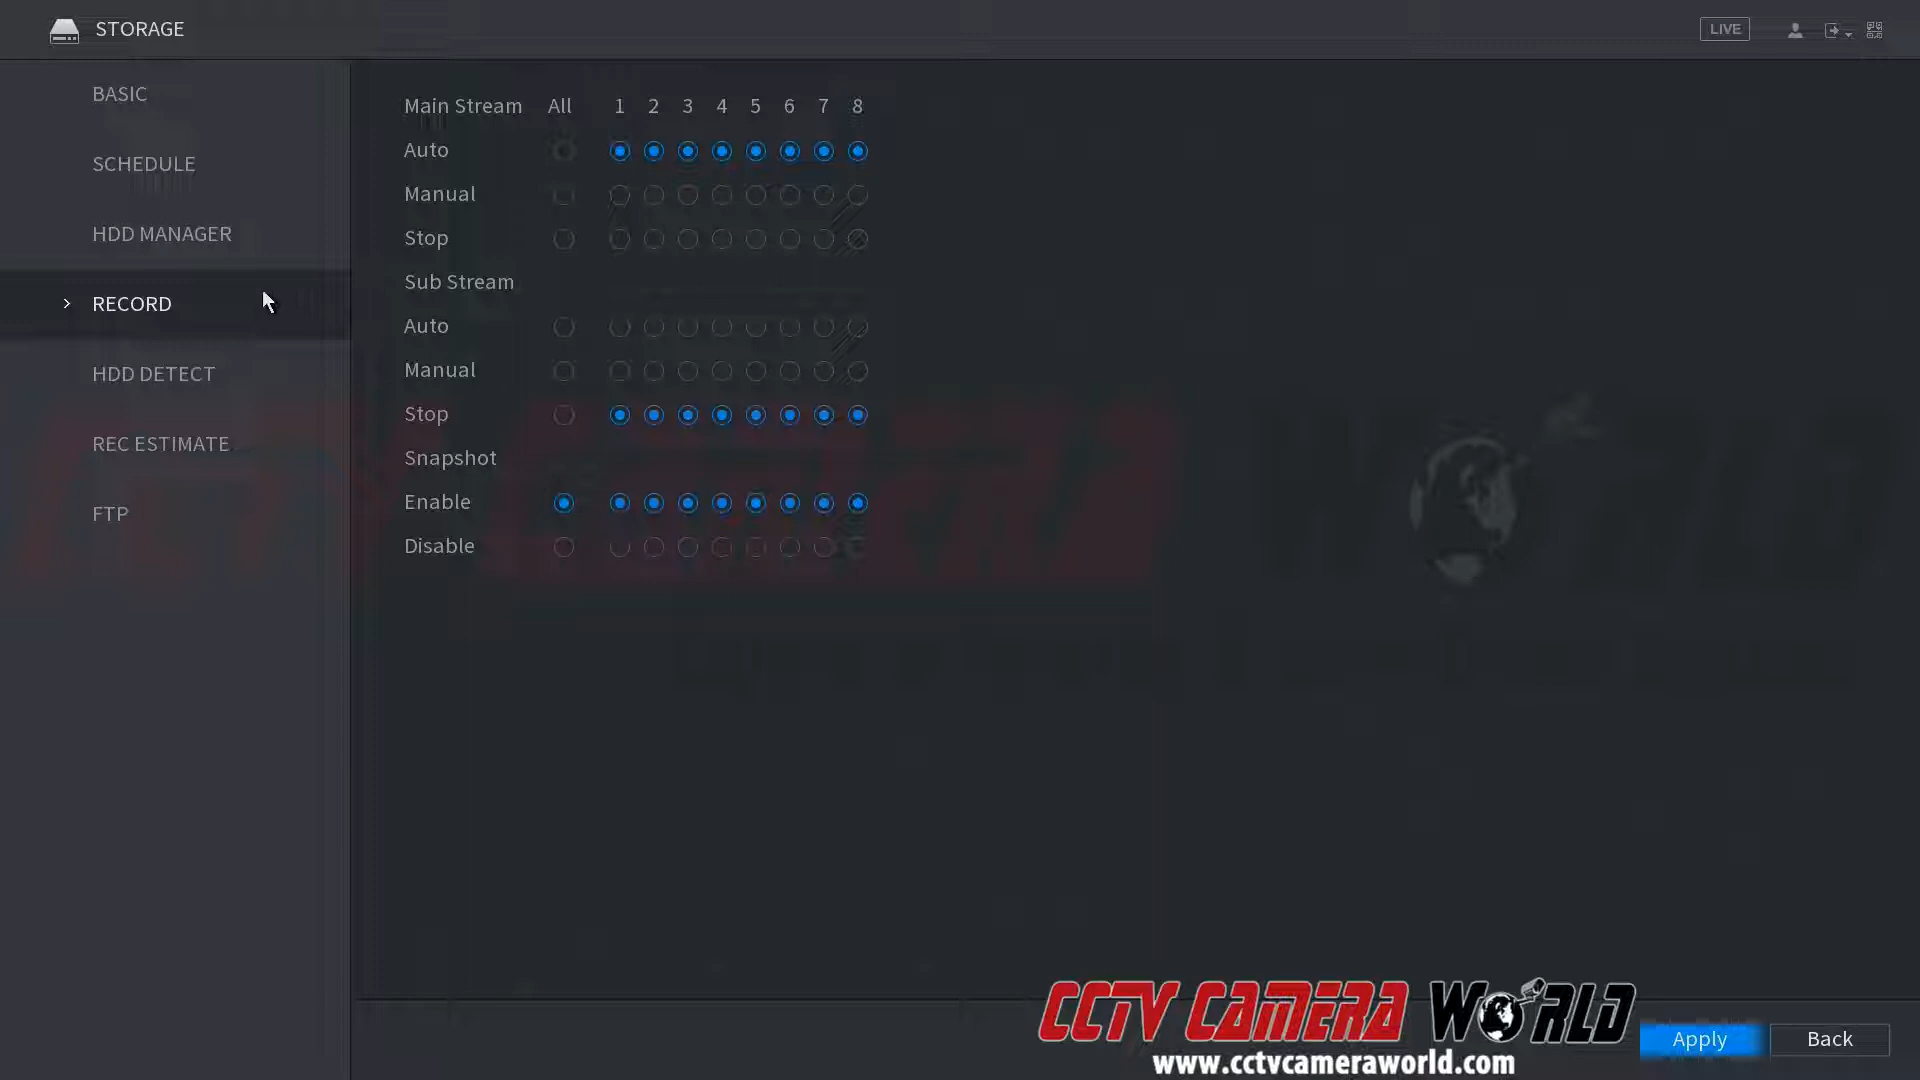 STORAGE
LIVE
BASIC
SCHEDULE
HDD MANAGER
RECORD
HDD DETECT
REC ESTIMATE
FTP
Main Stream All 1 2 3 4 5 6 7 8
Auto
Manual
Stop
Sub Stream
Auto
Manual
Stop
Snapshot
Enable
Disable
CCTV CAMERA WORLD
www.cctvcameraworld.com
Apply
Back